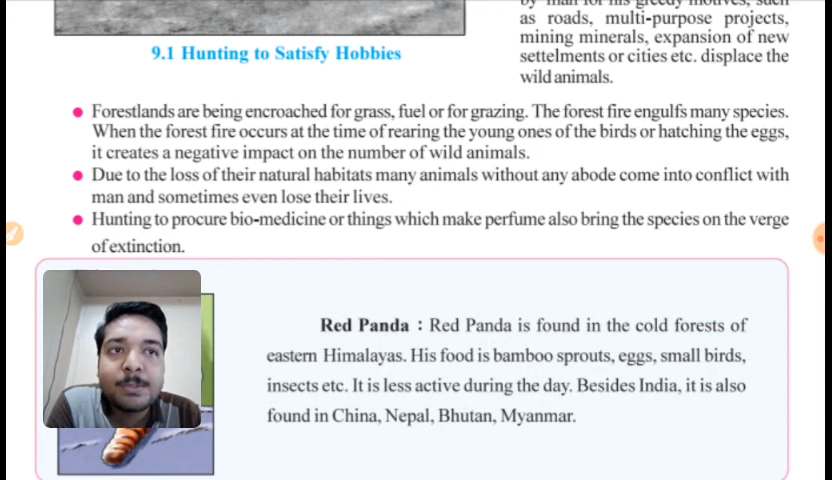 by man for his greedy motives, such
as roads, multi-purpose projects,
mining minerals, expansion of new
settelments or cities etc. displace the
wild animals.
9.1 Hunting to Satisfy Hobbies
● Forestlands are being encroached for grass, fuel or for grazing. The forest fire engulfs many species.
When the forest fire occurs at the time of rearing the young ones of the birds or hatching the eggs,
it creates a negative impact on the number of wild animals.
● Due to the loss of their natural habitats many animals without any abode come into conflict with
man and sometimes even lose their lives.
● Hunting to procure bio-medicine or things which make perfume also bring the species on the verge
of extinction.
Red Panda : Red Panda is found in the cold forests of
eastern Himalayas. His food is bamboo sprouts, eggs, small birds,
insects etc. It is less active during the day. Besides India, it is also
found in China, Nepal, Bhutan, Myanmar.